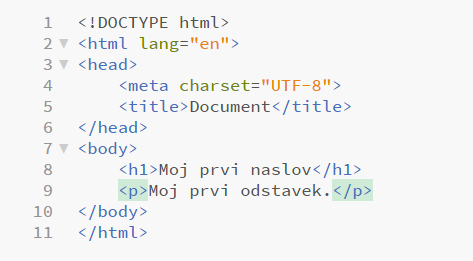 1 <!DOCTYPE html>
2 <html lang="en">
3 <head>
4     <meta charset="UTF-8">
5     <title>Document</title>
6 </head>
7 <body>
8     <h1>Moj prvi naslov</h1>
9     <p>Moj prvi odstavek.</p>
10 </body>
11 </html>